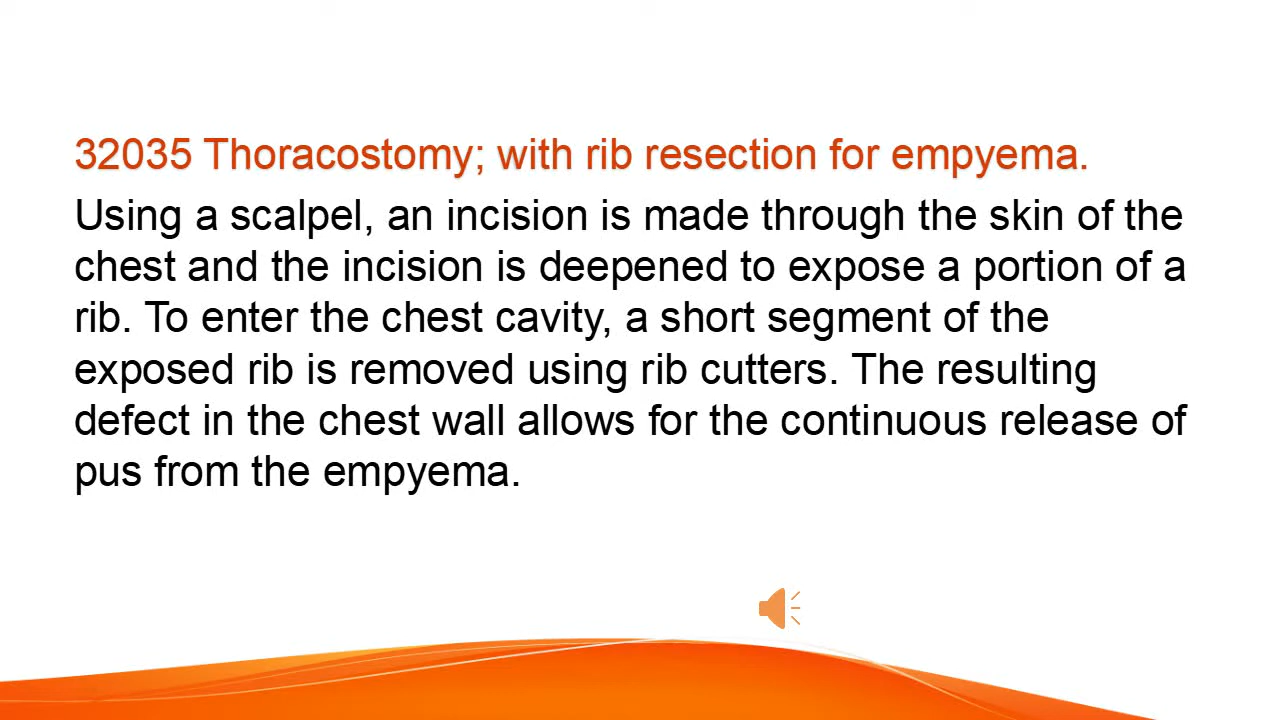 32035 Thoracostomy; with rib resection for empyema.
Using a scalpel, an incision is made through the skin of the
chest and the incision is deepened to expose a portion of a
rib. To enter the chest cavity, a short segment of the
exposed rib is removed using rib cutters. The resulting
defect in the chest wall allows for the continuous release of
pus from the empyema.